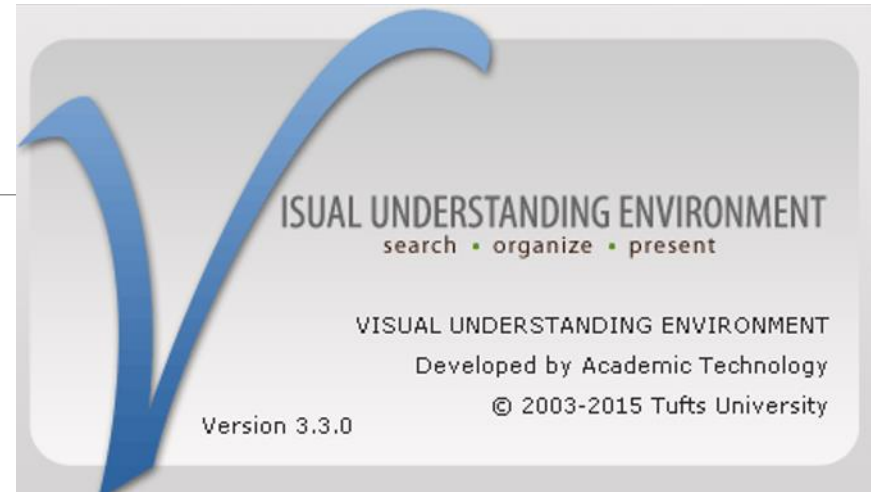 VISUAL UNDERSTANDING ENVIRONMENT
search • organize • present
VISUAL UNDERSTANDING ENVIRONMENT
Developed by Academic Technology
© 2003-2015 Tufts University
Version 3.3.0